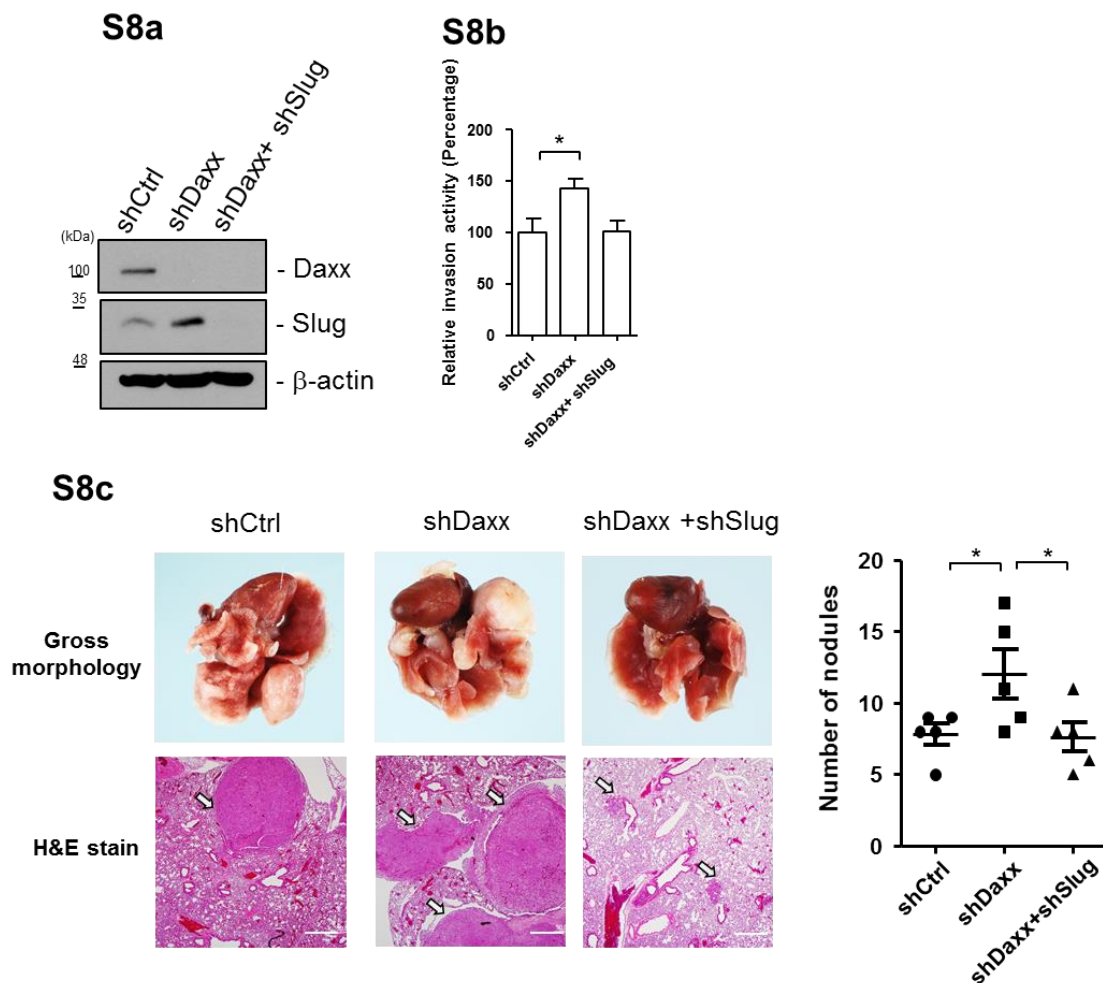 S8a
shCtrl
shDaxx
shDaxx+ shSlug
(kDa)
100
- Daxx
35
- Slug
48
- β-actin
S8b
Relative invasion activity (Percentage)
200
150
100
50
0
*
shCtrl
shDaxx
shDaxx+ shSlug
S8c
shCtrl
shDaxx
shDaxx +shSlug
Gross
morphology
H&E stain
Number of nodules
20
15
10
5
0
*
*
shCtrl
shDaxx
shDaxx+shSlug